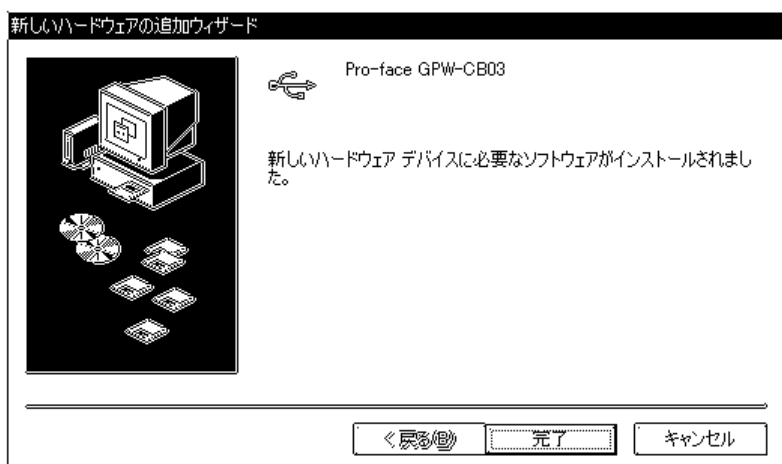 新しいハードウェアの追加ウィザード
Pro-face GPW-CB03
新しいハードウェア デバイスに必要なソフトウェアがインストールされまし
た。
< 戻る(B)
完了
キャンセル